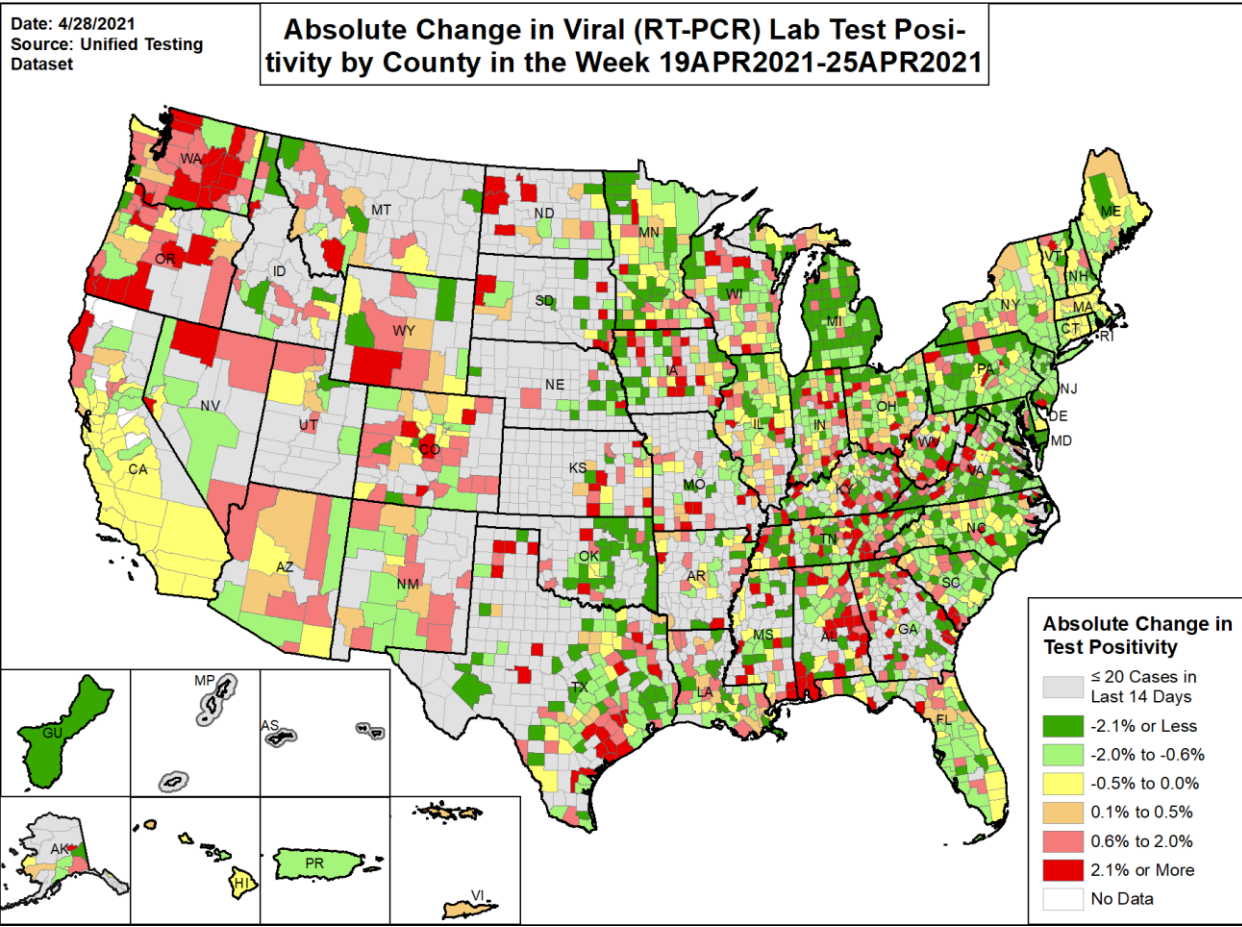 Date: 4/28/2021
Source: Unified Testing
Dataset
Absolute Change in Viral (RT-PCR) Lab Test Posi-
tivity by County in the Week 19APR2021-25APR2021
WA
MT
ND
MN
ME
OR
ID
SD
WI
VT
NH
NY
MA
CT
RI
MI
WY
NE
IA
PA
NJ
NV
UT
CO
IL
IN
OH
DE
MD
WV
VA
CA
KS
MO
KY
AZ
NM
OK
AR
TN
NC
SC
MS
AL
GA
TX
LA
FL
GU
MP
AS
AK
HI
PR
VI
Absolute Change in
Test Positivity
≤ 20 Cases in
Last 14 Days
-2.1% or Less
-2.0% to -0.6%
-0.5% to 0.0%
0.1% to 0.5%
0.6% to 2.0%
2.1% or More
No Data